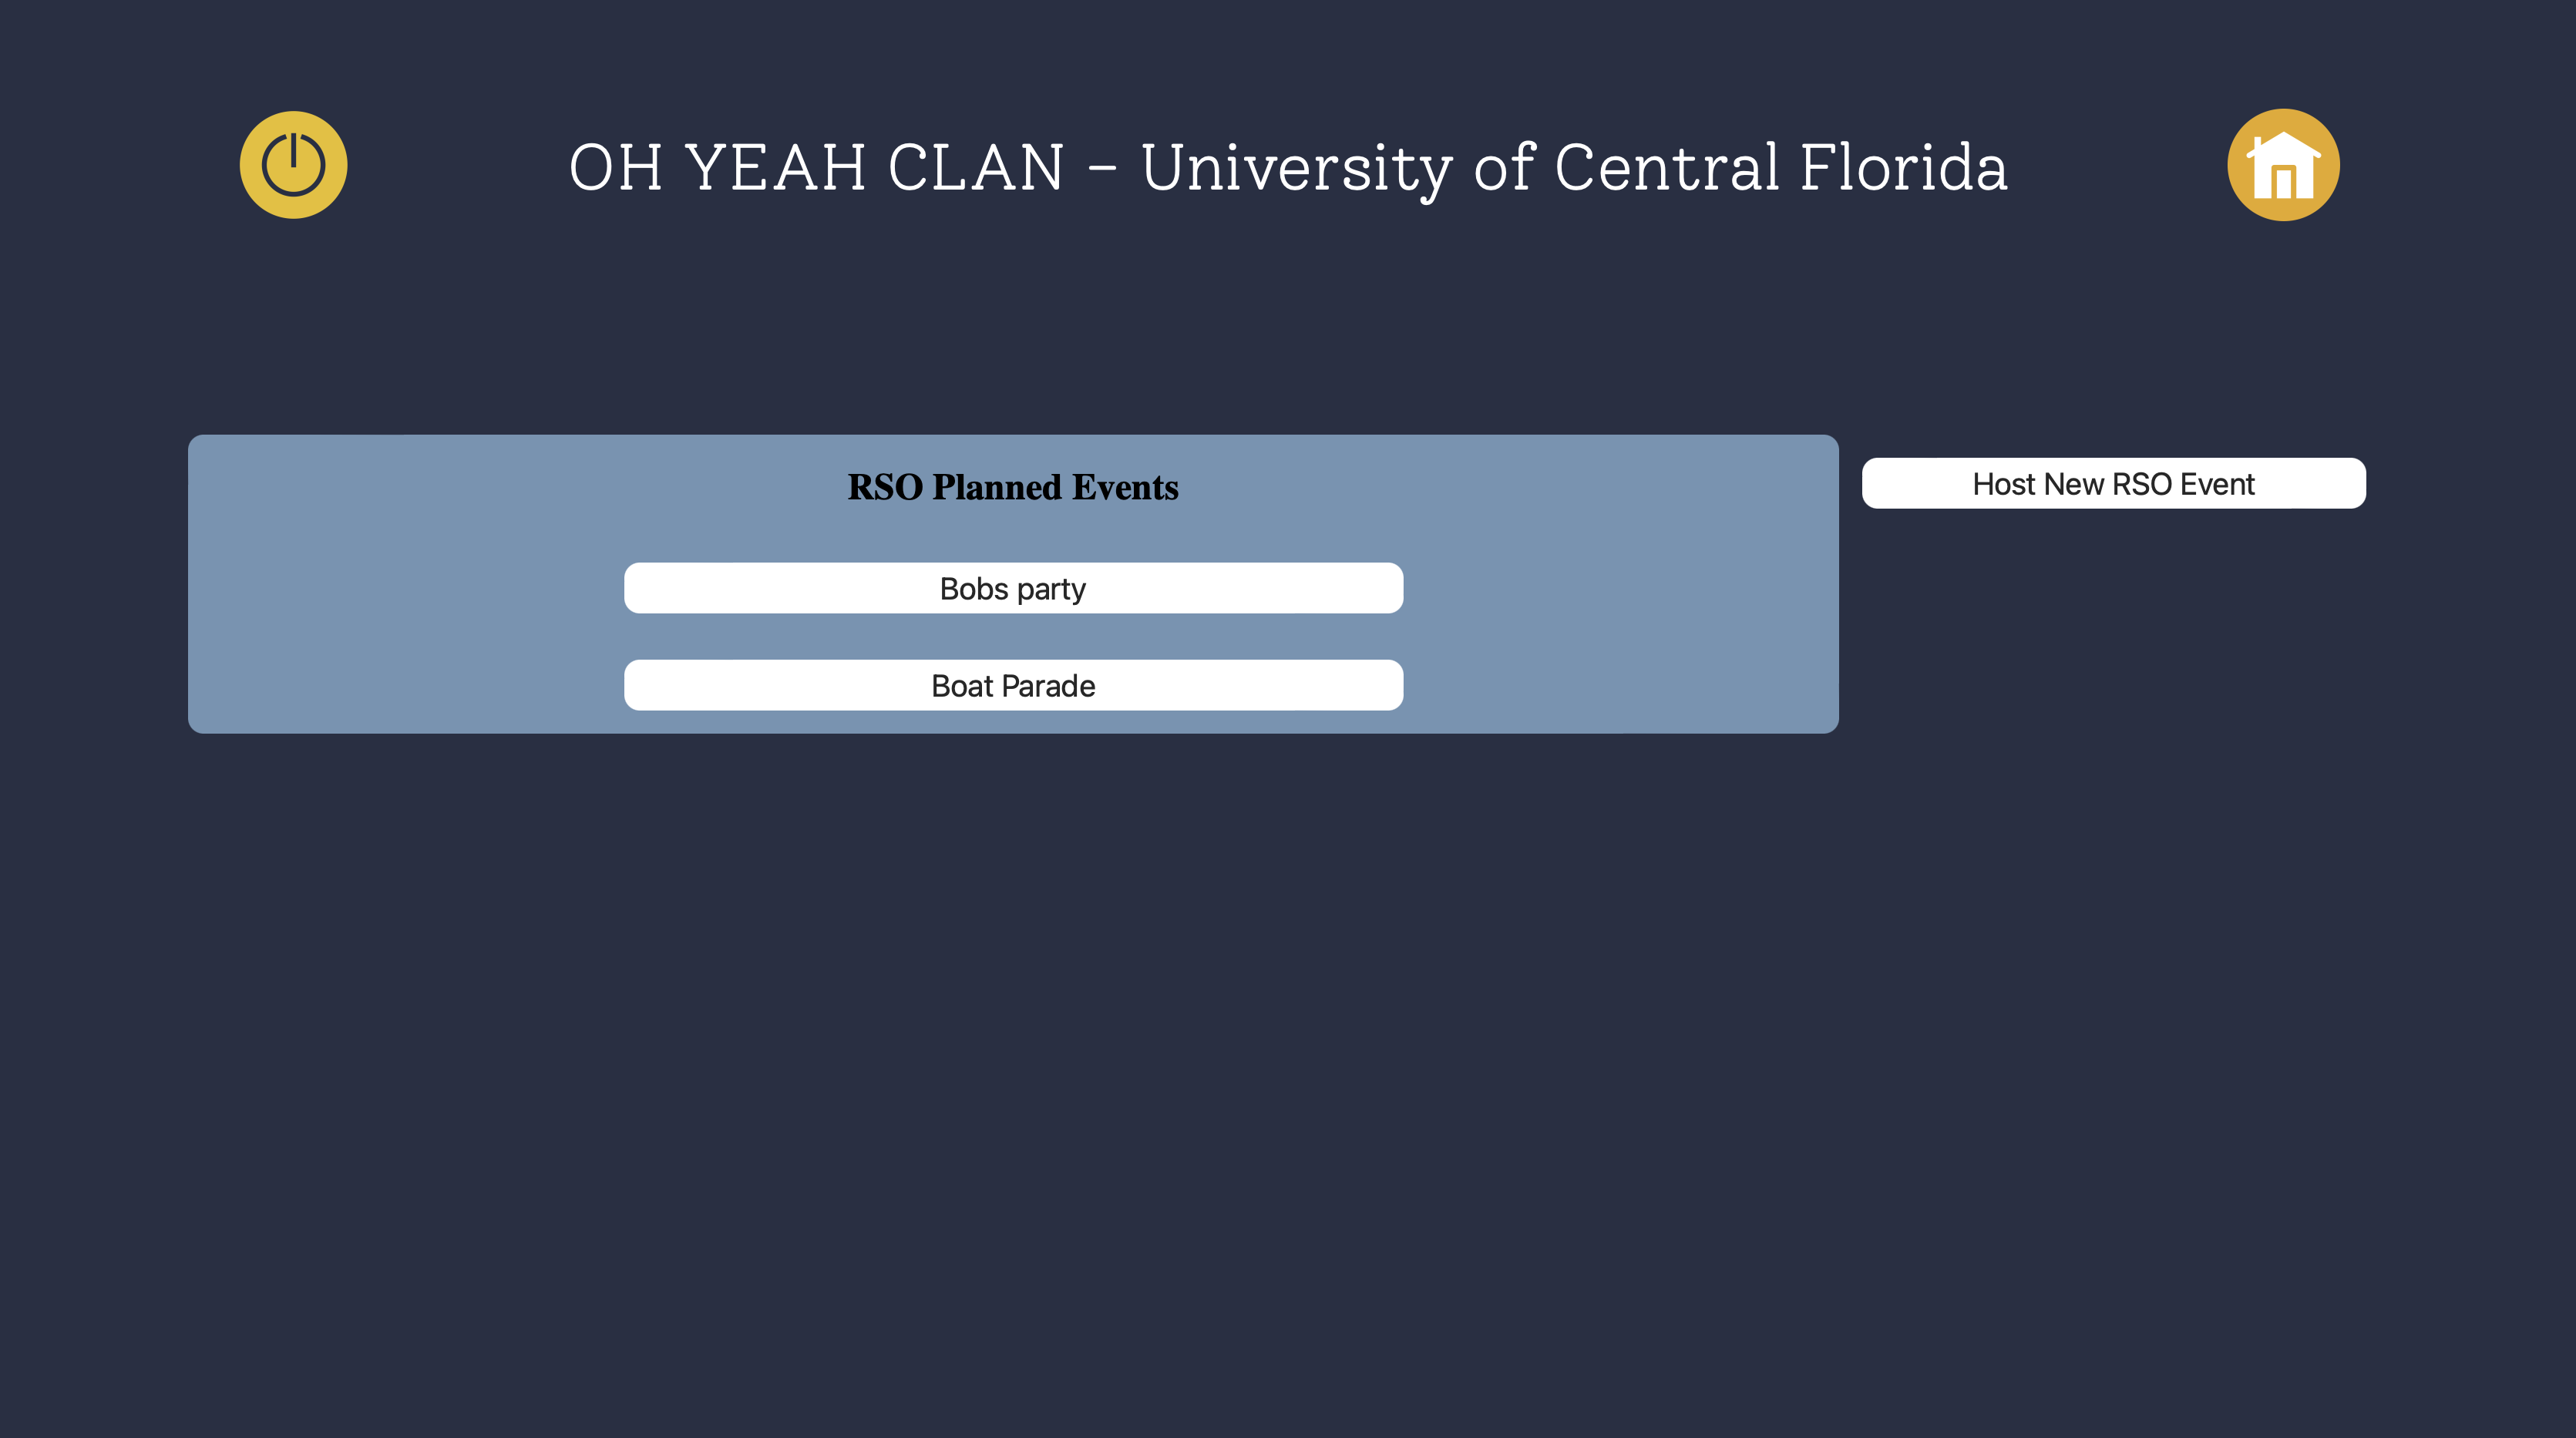 OH YEAH CLAN - University of Central Florida
RSO Planned Events
Host New RSO Event
Bobs party
Boat Parade